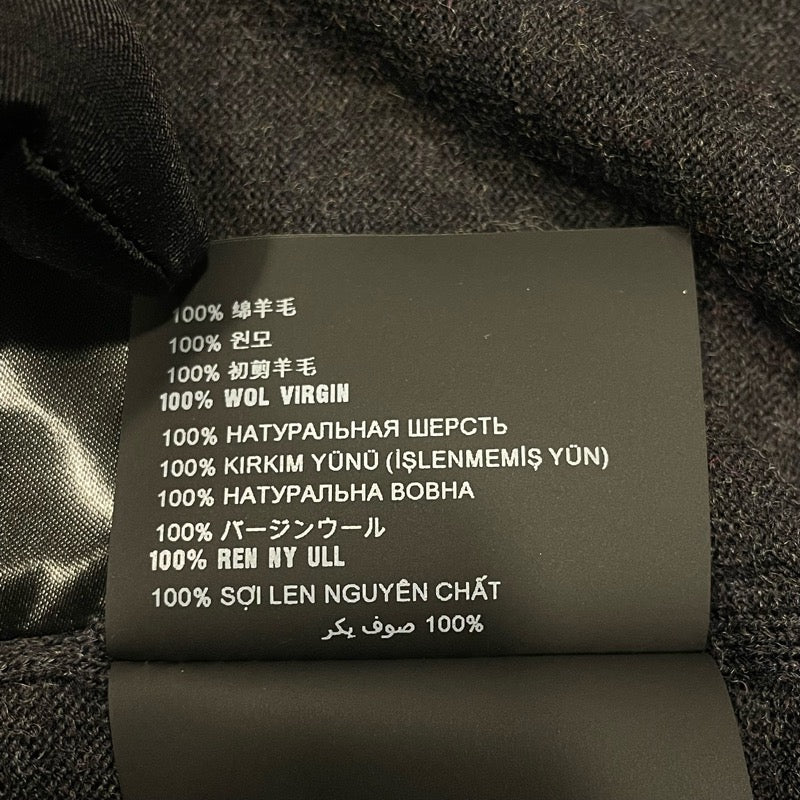 100% 绵羊毛
100% 원모
100% 初剪羊毛
100% WOL VIRGIN
100% НАТУРАЛЬНАЯ ШЕРСТЬ
100% KIRKIM YÜNÜ (İŞLENMEMİŞ YÜN)
100% НАТУРАЛЬНА ВОВНА
100% バージンウール
100% REN NY ULL
100% SỢI LEN NGUYÊN CHẤT
100% صوف يكر